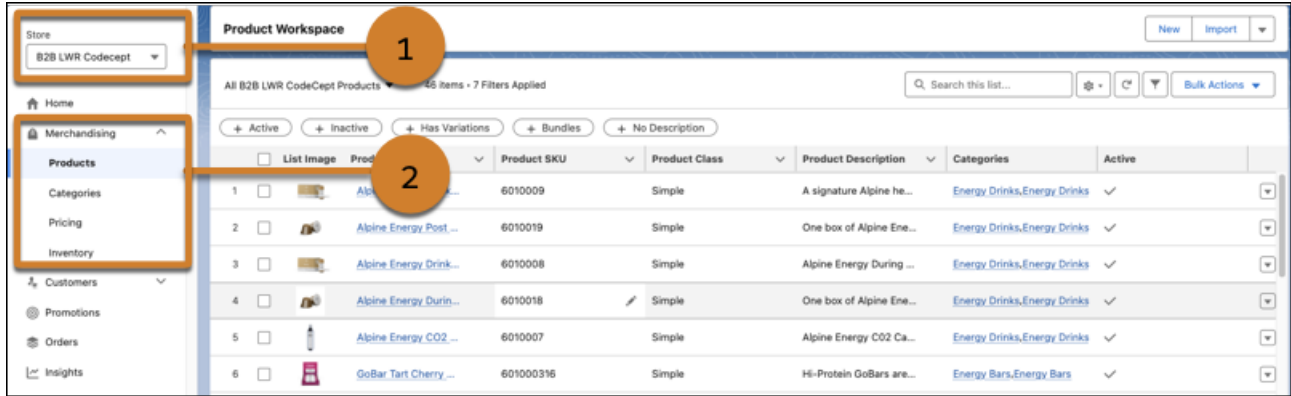 Store
B2B LWR Codecept
Home
Merchandising
Products
Categories
Pricing
Inventory
Customers
Promotions
Orders
Insights
Product Workspace
New Import
1
All B2B LWR CodeCept Products 46 items • 7 Filters Applied
Search this list...
Bulk Actions
+ Active + Inactive + Has Variations + Bundles + No Description
2
List Image Product SKU Product Class Product Description Categories Active
1 6010009 Simple A signature Alpine he... Energy Drinks,Energy Drinks
2 Alpine Energy Post ... 6010019 Simple One box of Alpine Ene... Energy Drinks,Energy Drinks
3 Alpine Energy Drink... 6010008 Simple Alpine Energy During ... Energy Drinks,Energy Drinks
4 Alpine Energy Durin... 6010018 Simple One box of Alpine Ene... Energy Drinks,Energy Drinks
5 Alpine Energy CO2 ... 6010007 Simple Alpine Energy C02 Ca... Energy Drinks,Energy Drinks
6 GoBar Tart Cherry ... 601000316 Simple Hi-Protein GoBars are... Energy Bars,Energy Bars